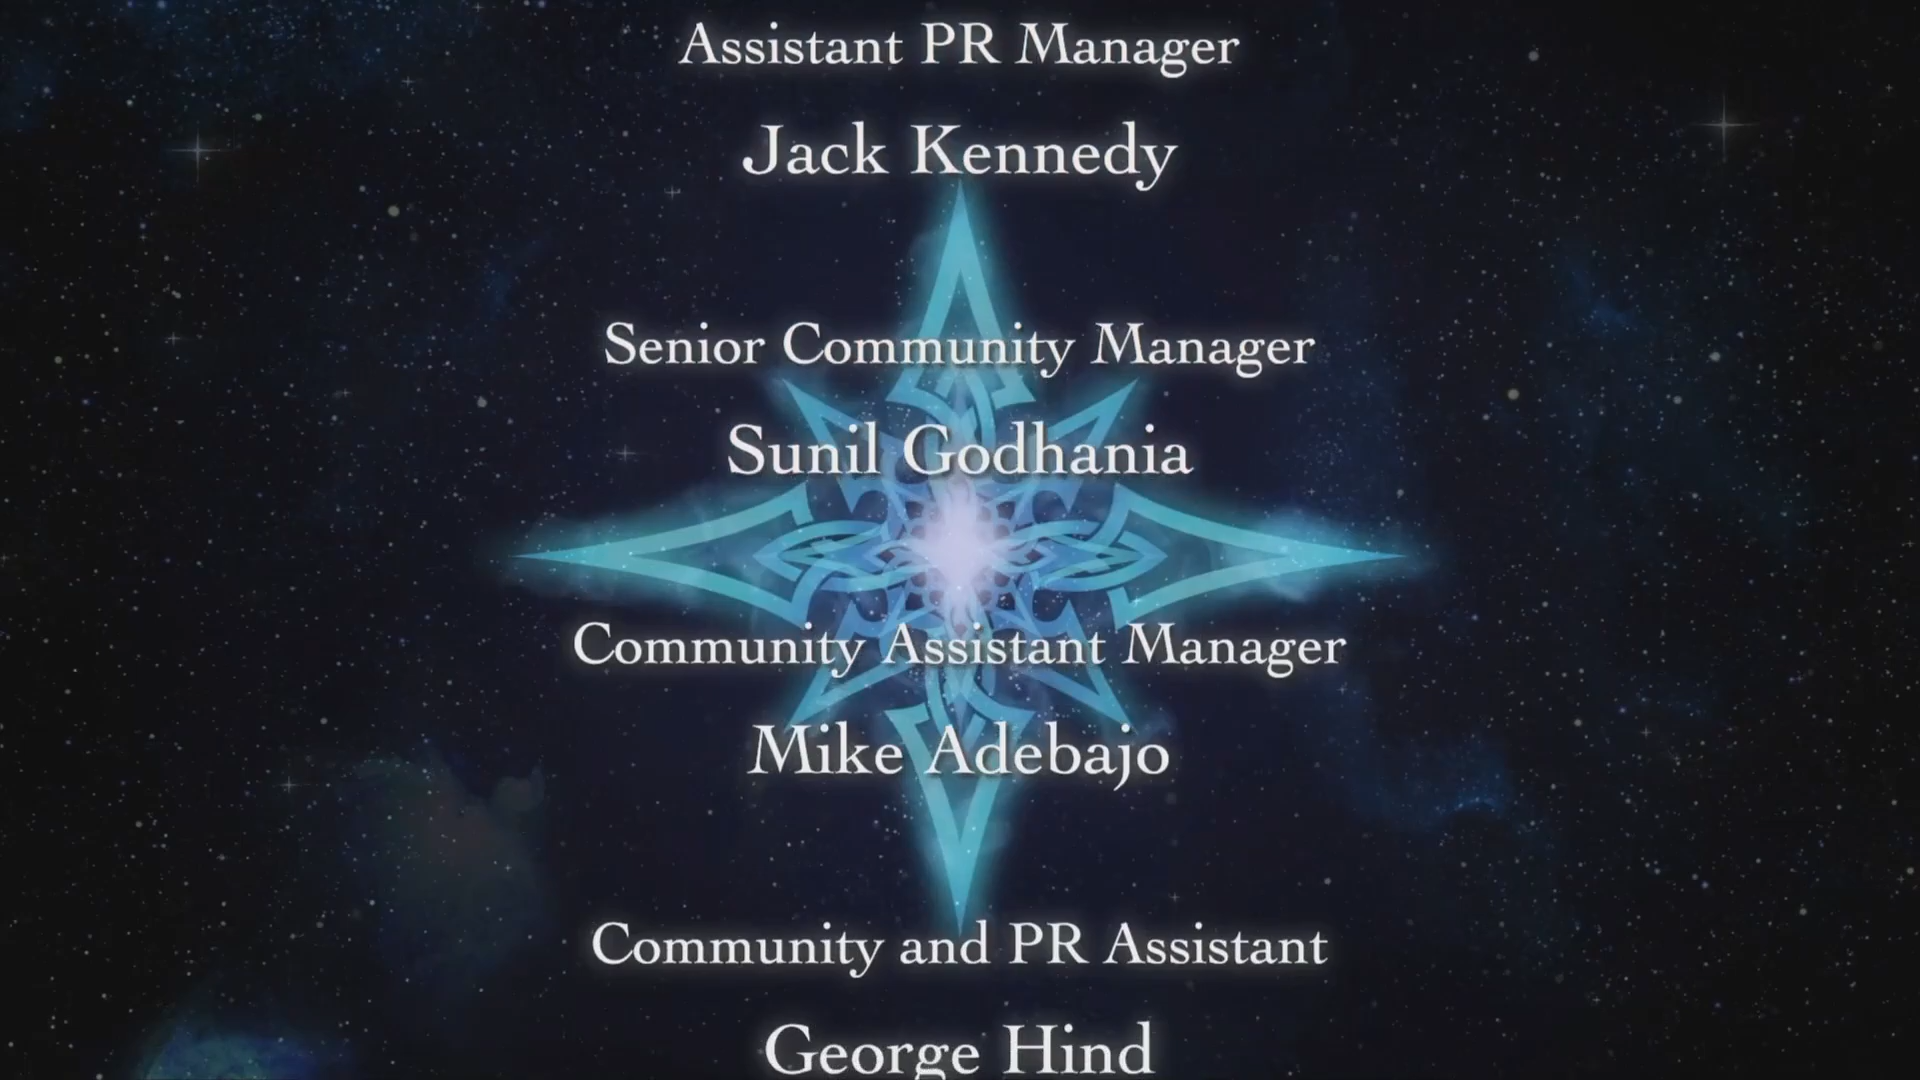 Assistant PR Manager
Jack Kennedy
Senior Community Manager
Sunil Godhania
Community Assistant Manager
Mike Adebajo
Community and PR Assistant
George Hind